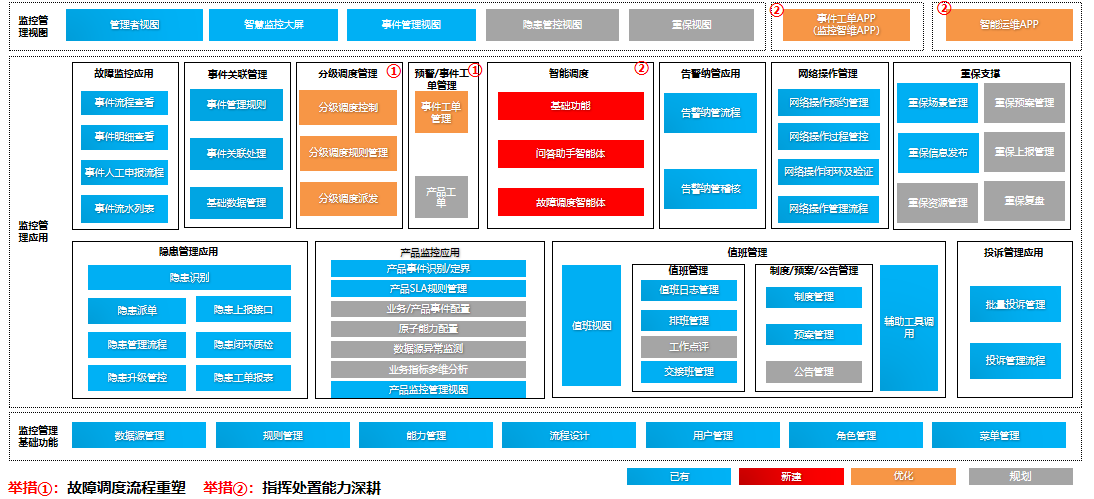 监控管
理视图
管理者视图
智慧监控大屏
事件管理视图
隐患管控视图
重保视图
②
事件工单APP
(监控智维APP)
②
智能运维APP
监控管
理应用
故障监控应用
事件流程查看
事件明细查看
事件人工申报流程
事件流水列表
事件关联管理
事件管理规则
事件关联处理
基础数据管理
分级调度管理
①
分级调度控制
分级调度规则管理
分级调度派发
预警/事件工
单管理
①
事件工单
管理
产品工
单
智能调度
②
基础功能
问答助手智能体
故障调度智能体
告警纳管应用
告警纳管流程
告警纳管稽核
网络操作管理
网络操作预约管理
网络操作过程管控
网络操作闭环及验证
网络操作管理流程
重保支撑
重保场景管理
重保预案管理
重保信息发布
重保上报管理
重保资源管理
重保复盘
隐患管理应用
隐患识别
隐患派单
隐患上报接口
隐患管理流程
隐患闭环质检
隐患升级管控
隐患工单报表
产品监控应用
产品事件识别/定界
产品SLA规则管理
业务/产品事件配置
原子能力配置
数据源异常监测
业务指标多维分析
产品监控管理视图
值班管理
值班视图
值班管理
值班日志管理
排班管理
工作点评
交接班管理
制度/预案/公告管理
制度管理
预案管理
公告管理
辅助工具调
用
投诉管理应用
批量投诉管理
投诉管理流程
监控管理
基础功能
数据源管理
规则管理
能力管理
流程设计
用户管理
角色管理
菜单管理
举措①：故障调度流程重塑 举措②：指挥处置能力深耕
已有
新建
优化
规划